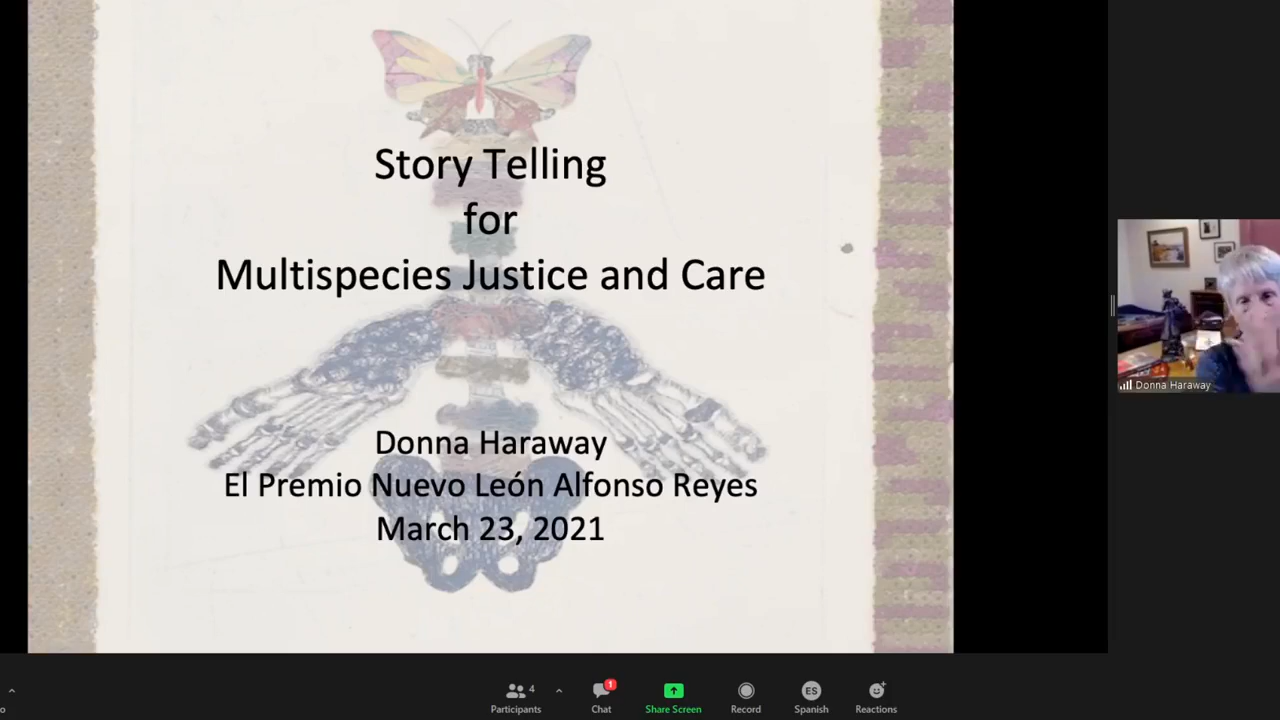 Story Telling
for
Multispecies Justice and Care
Donna Haraway
El Premio Nuevo León Alfonso Reyes
March 23, 2021
Donna Haraway
4
1
ES
Participants
Chat
Share Screen
Record
Spanish
Reactions